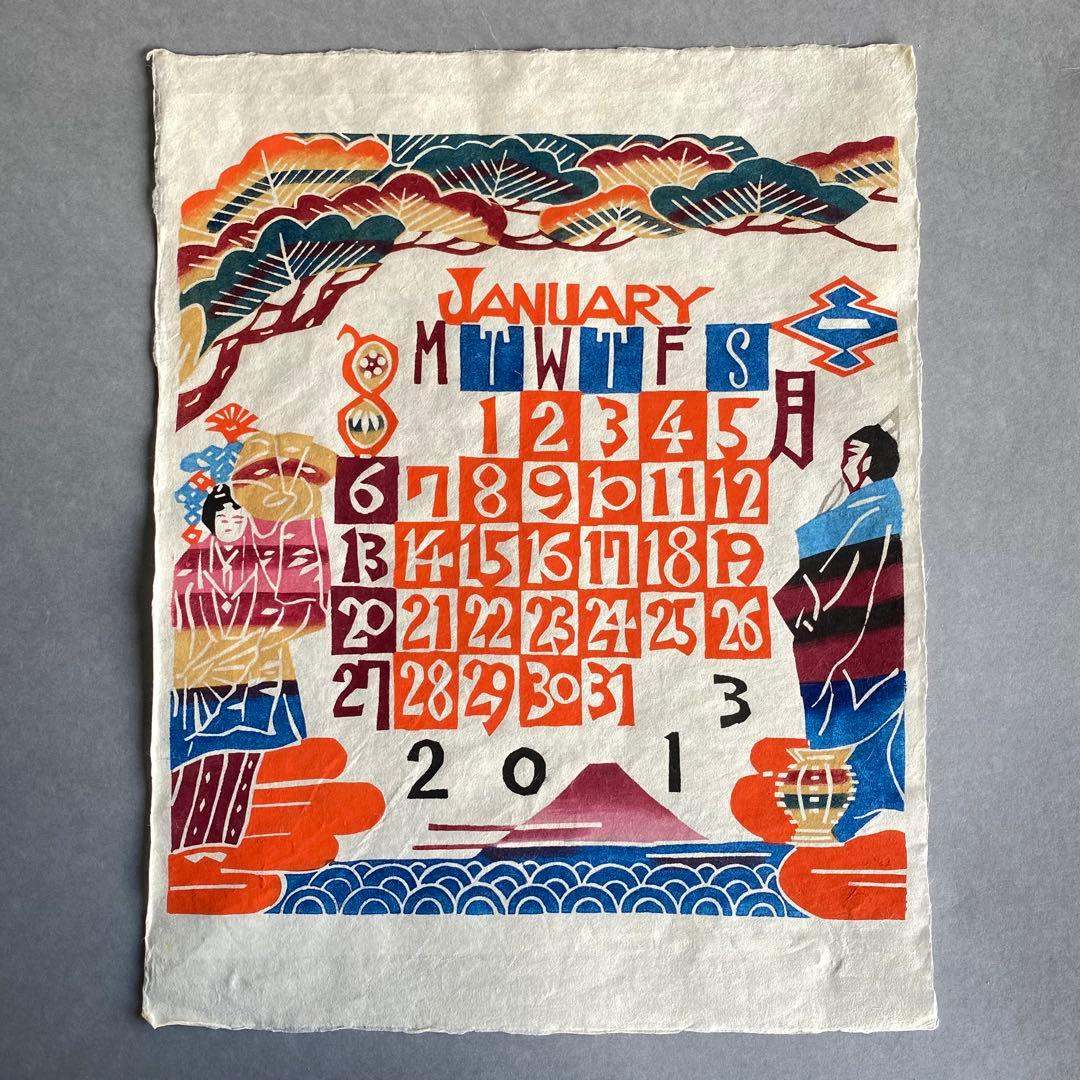 JANUARY
S M T W T F S
一
月
1 2 3 4 5
6 7 8 9 10 11 12
13 14 15 16 17 18 19
20 21 22 23 24 25 26
27 28 29 30 31
2 0 1 3